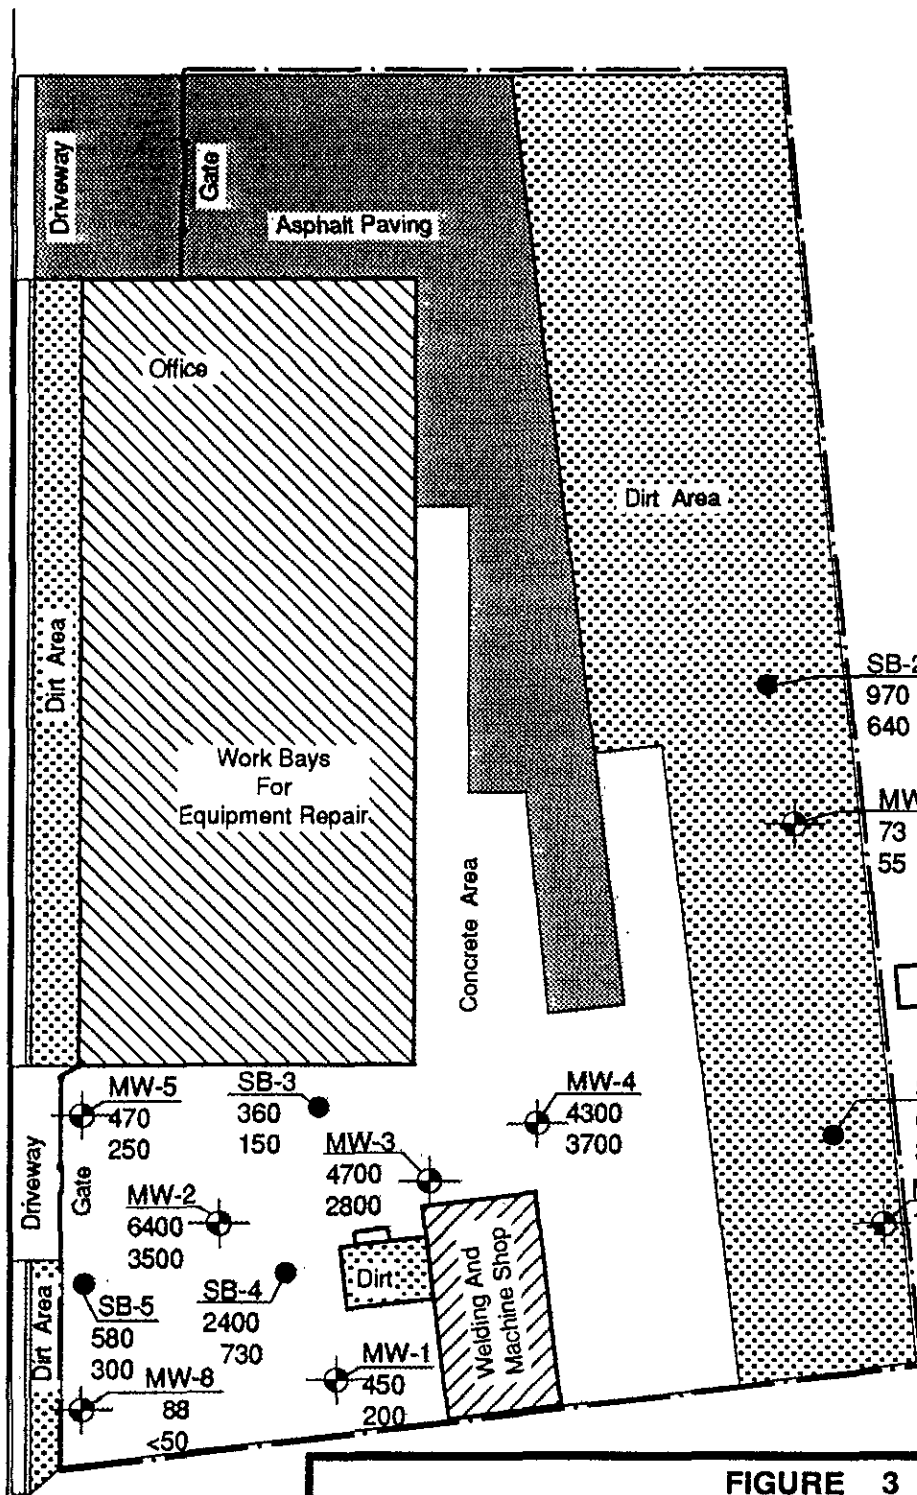 Driveway
Gate
Asphalt Paving
Office
Dirt Area
Dirt Area
SB-2
970
640
Work Bays
For
Equipment Repair
MW
73
55
Concrete Area
MW-5
470
250
SB-3
360
150
MW-4
4300
3700
MW-3
4700
2800
Driveway
Gate
MW-2
6400
3500
Welding And
Machine Shop
Dirt
SB-4
2400
730
SB-5
580
300
Dirt Area
MW-1
450
200
MW-8
88
<50
FIGURE 3